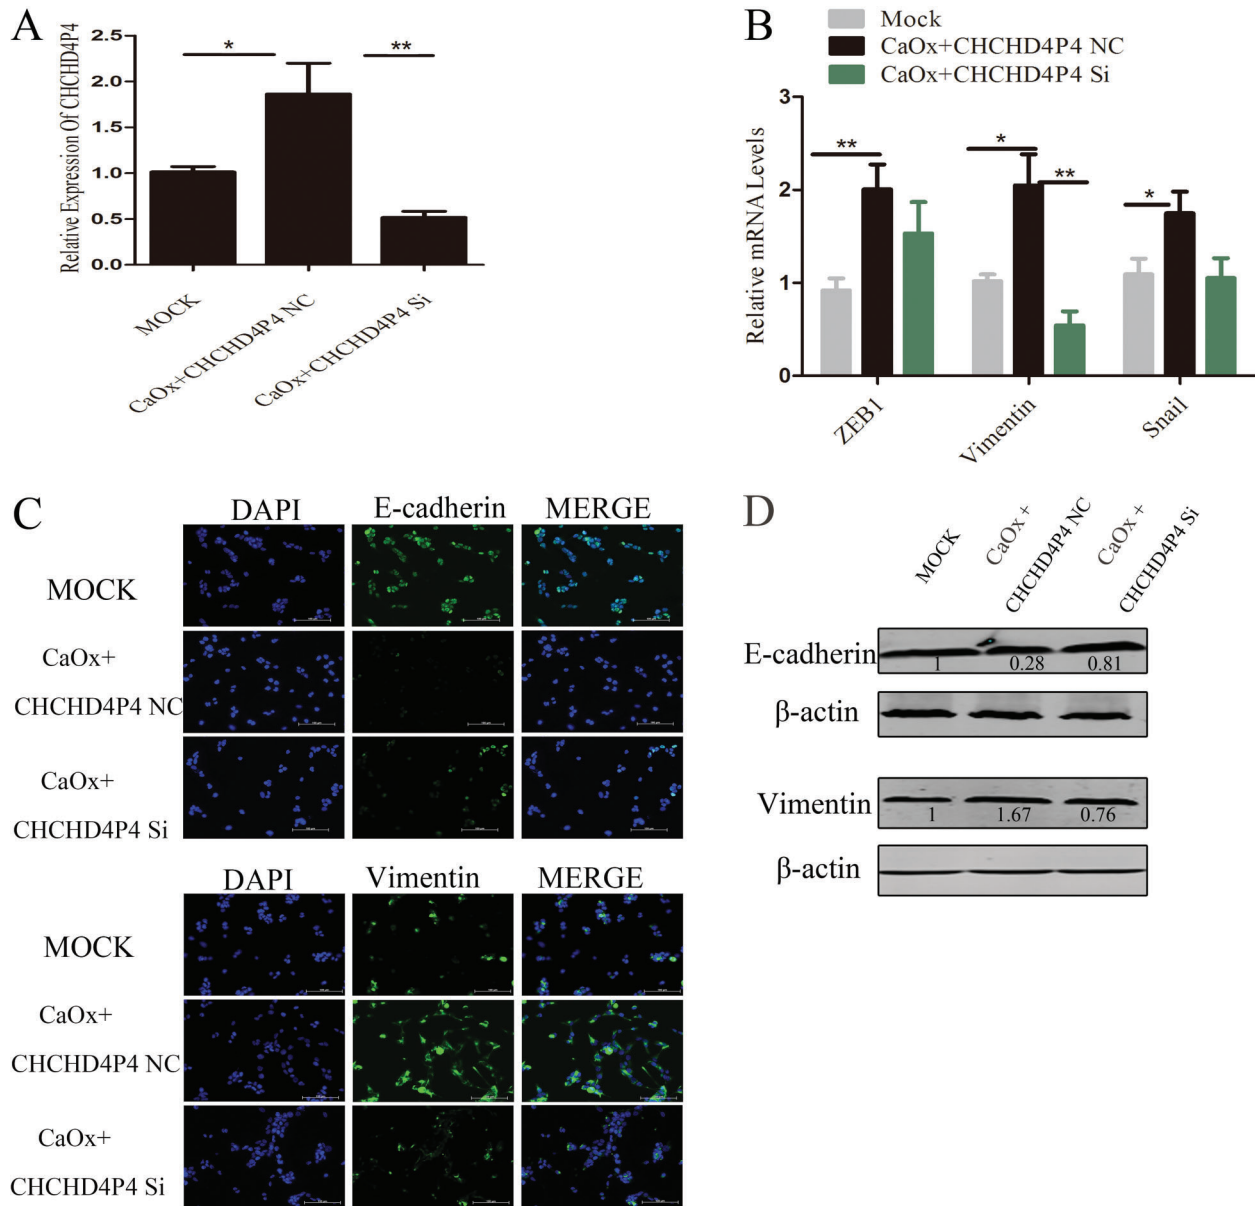 A
Relative Expression Of CHCHD4P4
2.5
2.0
1.5
1.0
0.5
0.0
*
**
MOCK
CaOx+CHCHD4P4 NC
CaOx+CHCHD4P4 Si
B
Mock
CaOx+CHCHD4P4 NC
CaOx+CHCHD4P4 Si
Relative mRNA Levels
3
2
1
0
**
*
**
*
ZEB1
Vimentin
Snail
C
DAPI
E-cadherin
MERGE
MOCK
CaOx+
CHCHD4P4 NC
CaOx+
CHCHD4P4 Si
DAPI
Vimentin
MERGE
MOCK
CaOx+
CHCHD4P4 NC
CaOx+
CHCHD4P4 Si
D
MOCK
CaOx +
CHCHD4P4 NC
CaOx +
CHCHD4P4 Si
E-cadherin
1
0.28
0.81
β-actin
Vimentin
1
1.67
0.76
β-actin